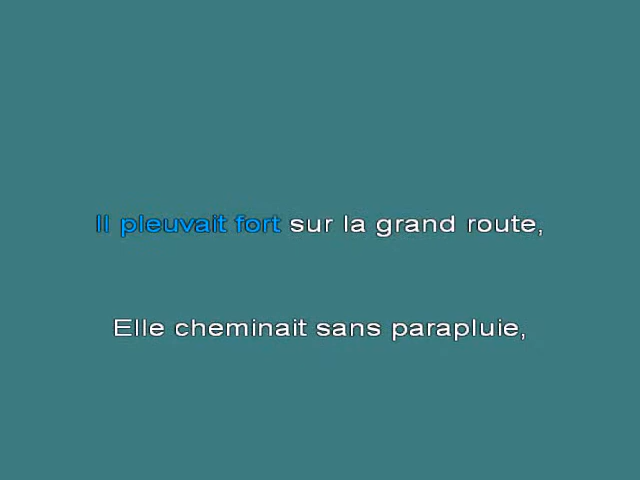 Il pleuvait fort sur la grand route,
Elle cheminait sans parapluie,